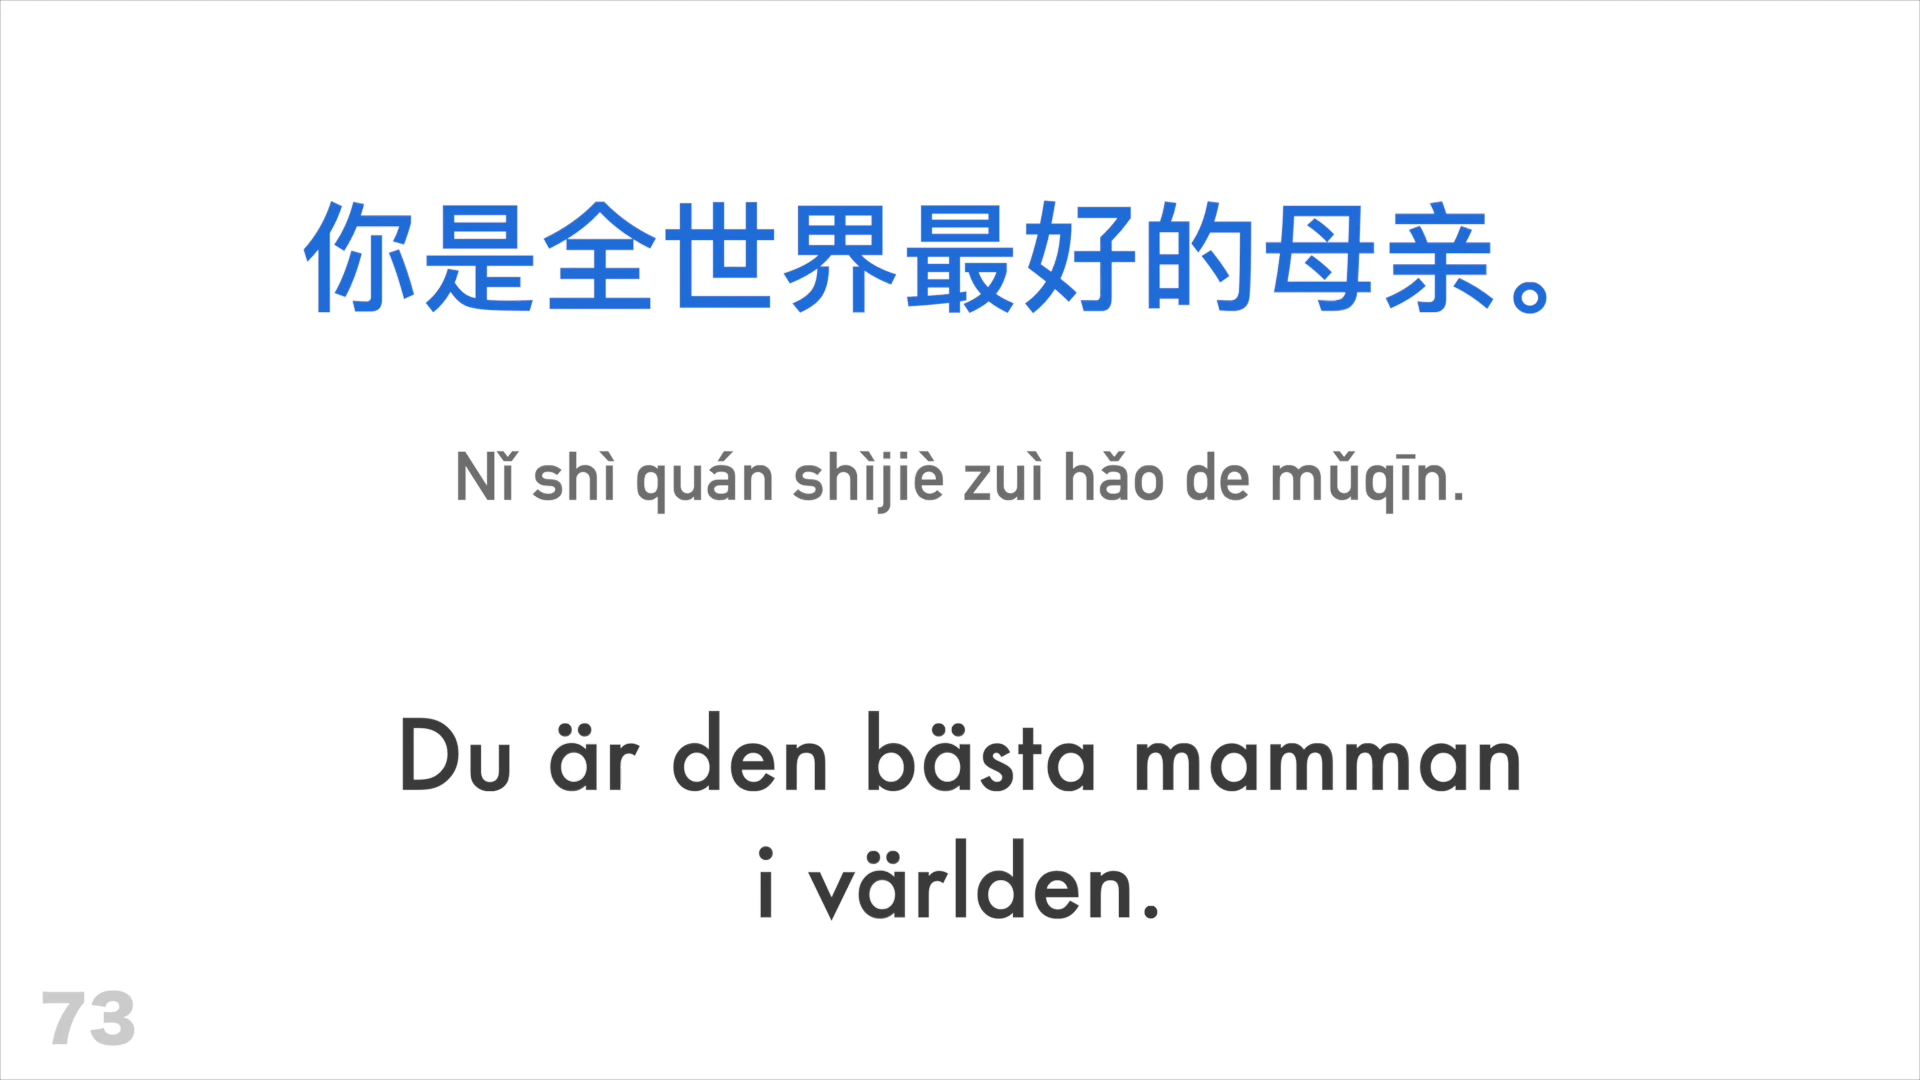 你是全世界最好的母亲。
Nǐ shì quán shìjiè zuì hǎo de mǔqīn.
Du är den bästa mamman
i världen.
73